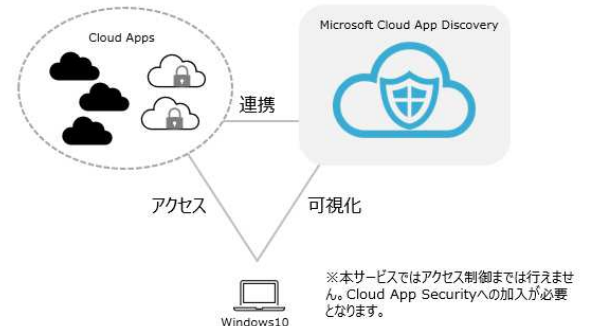 Cloud Apps
Microsoft Cloud App Discovery
連携
アクセス
可視化
Windows10
※本サービスではアクセス制御までは行えませ
ん。Cloud App Securityへの加入が必要
となります。